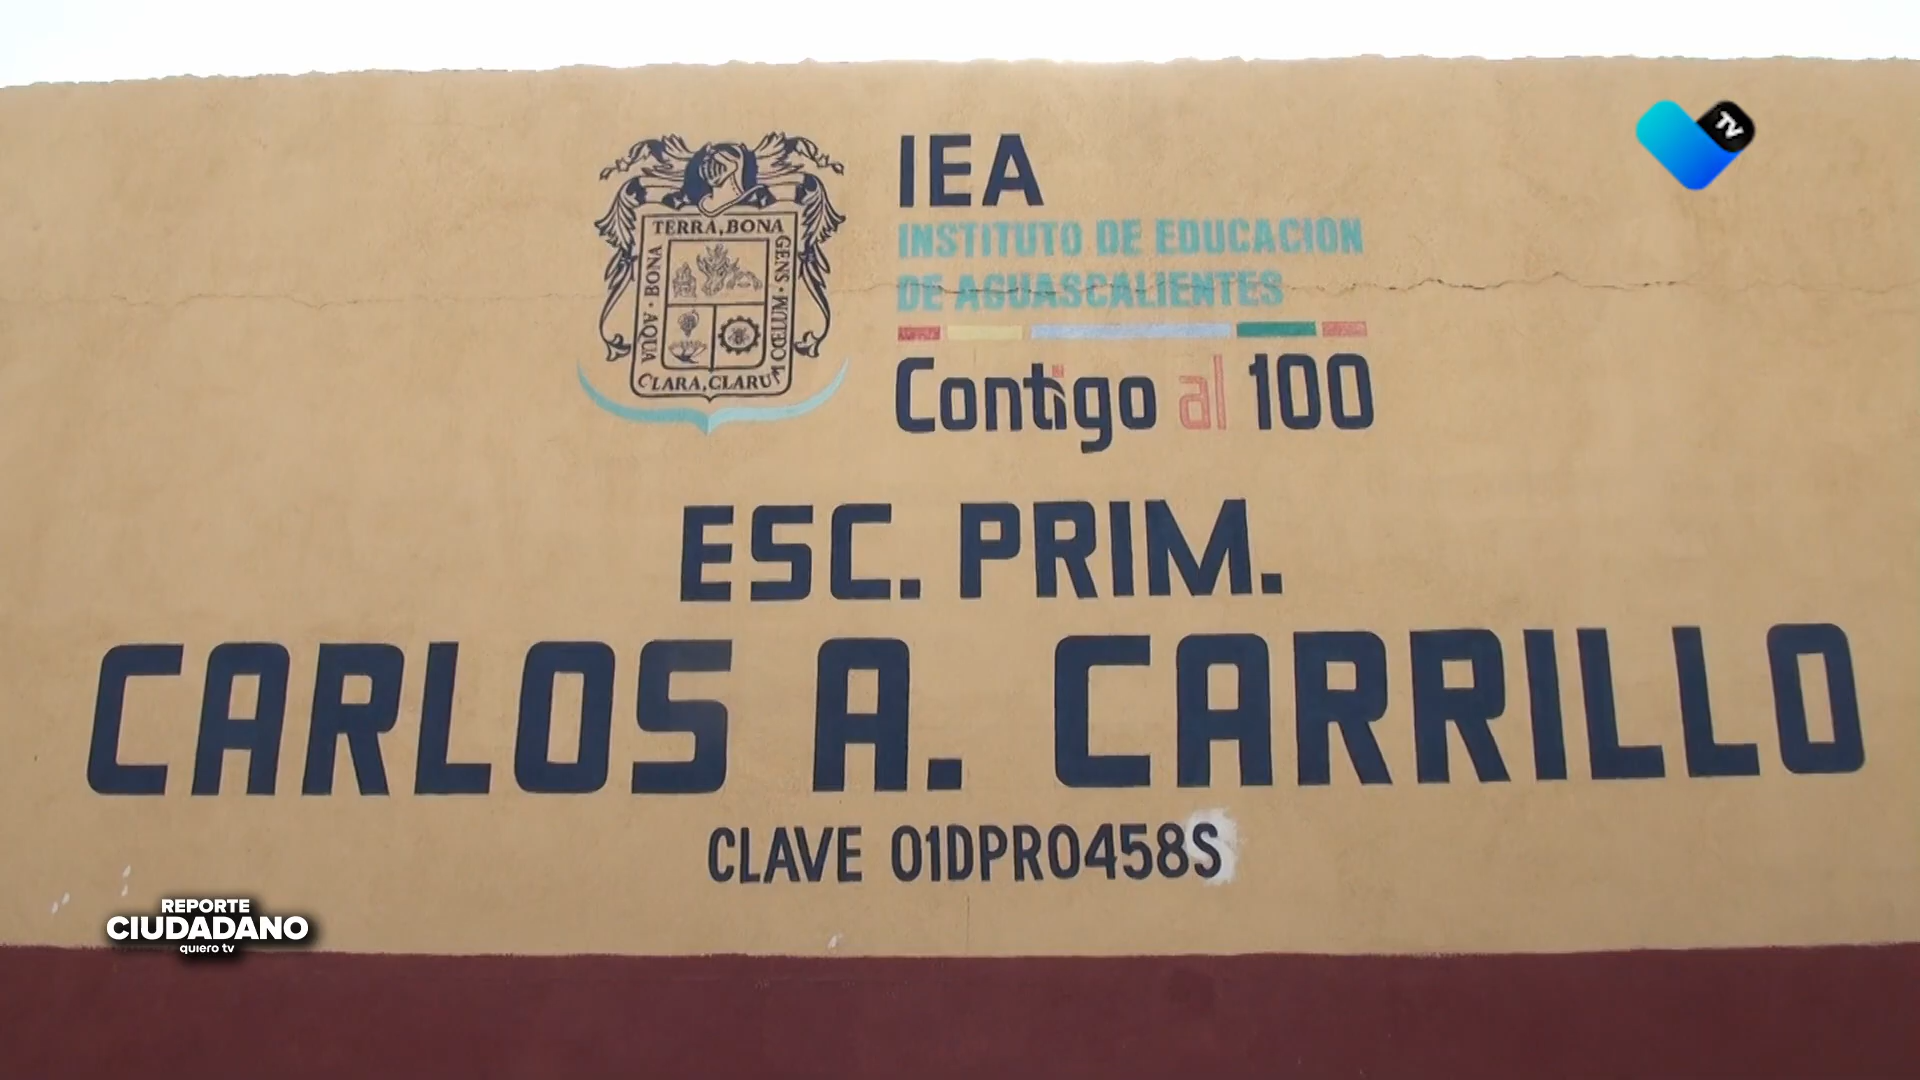 TV
IEA
INSTITUTO DE EDUCACION
DE AGUASCALIENTES
Contigo al 100
TERRA, BONA
GENS.
BONA
AQUA
CLARA, CLARUM
ESC. PRIM.
CARLOS A. CARRILLO
CLAVE 01DPR0458S
REPORTE
CIUDADANO
quiero tv